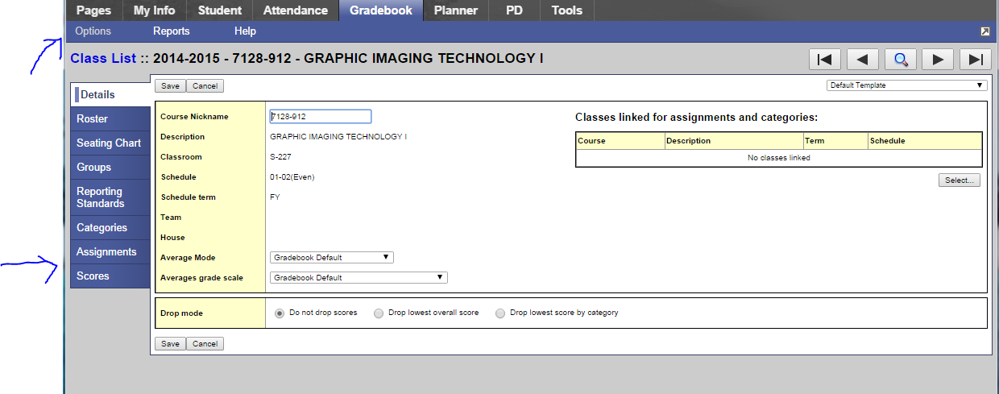 Pages My Info Student Attendance Gradebook Planner PD Tools
Options Reports Help
Class List :: 2014-2015 - 7128-912 - GRAPHIC IMAGING TECHNOLOGY I
Details
Roster
Seating Chart
Groups
Reporting
Standards
Categories
Assignments
Scores
Save Cancel Default Template
Course Nickname 7128-912
Description GRAPHIC IMAGING TECHNOLOGY I
Classroom S-227
Schedule 01-02(Even)
Schedule term FY
Team
House
Average Mode Gradebook Default
Averages grade scale Gradebook Default
Classes linked for assignments and categories:
Course Description Term Schedule
No classes linked
Select...
Drop mode Do not drop scores Drop lowest overall score Drop lowest score by category
Save Cancel